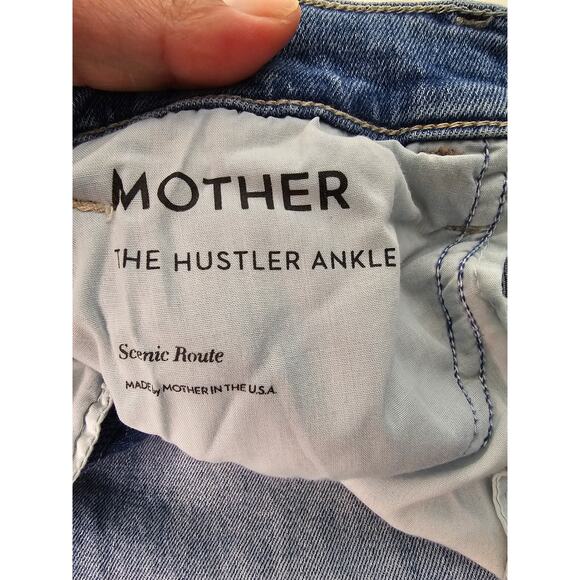 MOTHER
THE HUSTLER ANKLE
Scenic Route
MADE by MOTHER IN THE U.S.A.